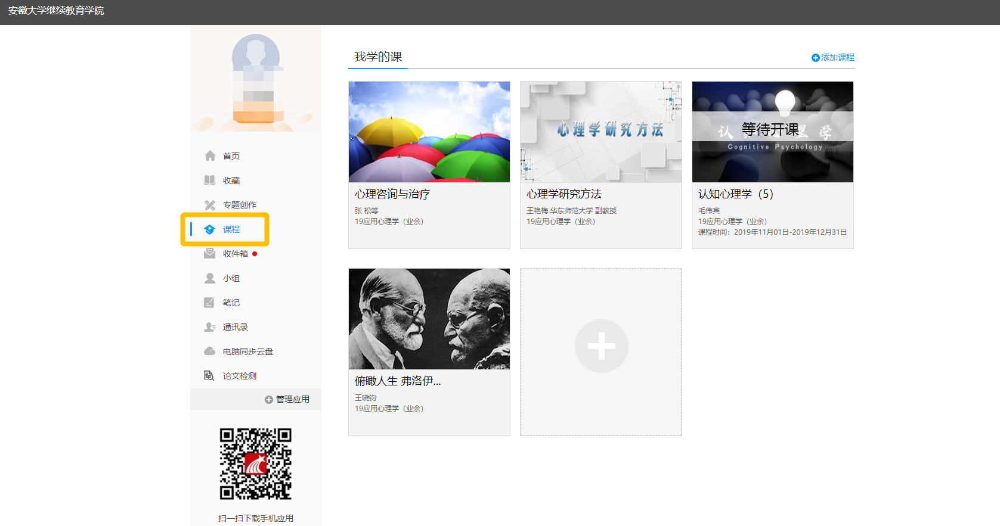 安徽大学继续教育学院
首页
收藏
专题创作
课程
收件箱
小组
笔记
通讯录
电脑同步云盘
论文检测
管理应用
扫一扫下载手机应用
我学的课
添加课程
心理咨询与治疗
张 松等
19应用心理学（业余）
心理学研究方法
心理学研究方法
王艳梅 华东师范大学 副教授
19应用心理学（业余）
等待开课
Cognitive Psychology
认知心理学（5）
毛伟宾
19应用心理学（业余）
课程时间：2019年11月01日-2019年12月31日
俯瞰人生 弗洛伊...
王晓钧
19应用心理学（业余）